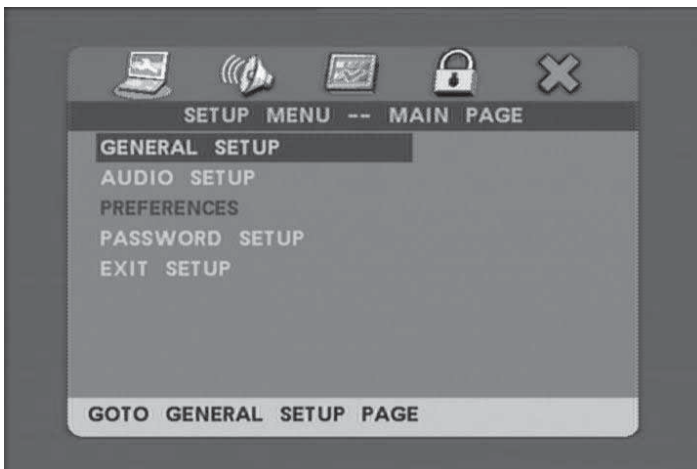 SETUP MENU -- MAIN PAGE
GENERAL SETUP
AUDIO SETUP
PREFERENCES
PASSWORD SETUP
EXIT SETUP
GOTO GENERAL SETUP PAGE